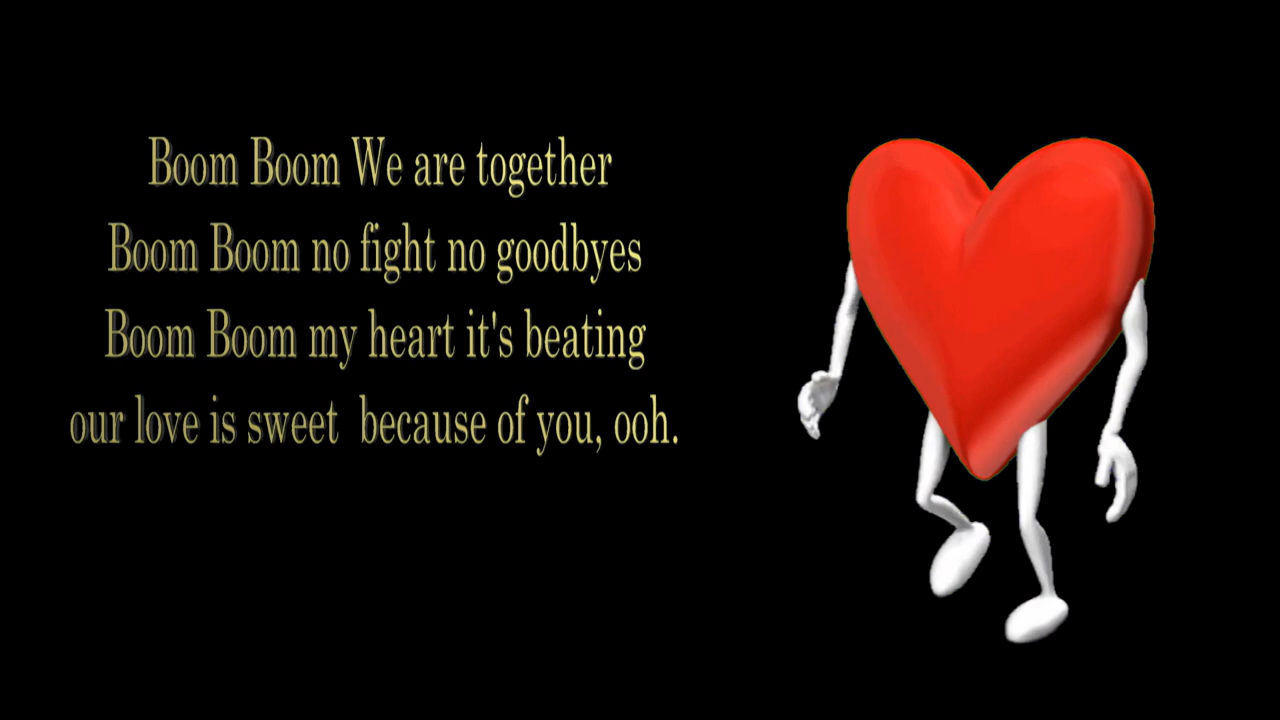 Boom Boom We are together
Boom Boom no fight no goodbyes
Boom Boom my heart it's beating
our love is sweet  because of you, ooh.